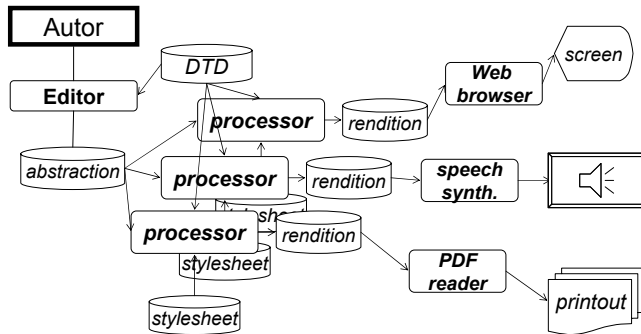 Autor
DTD
Web
browser
screen
Editor
processor
rendition
abstraction
processor
rendition
speech
synth.
stylesheet
processor
rendition
stylesheet
PDF
reader
stylesheet
printout